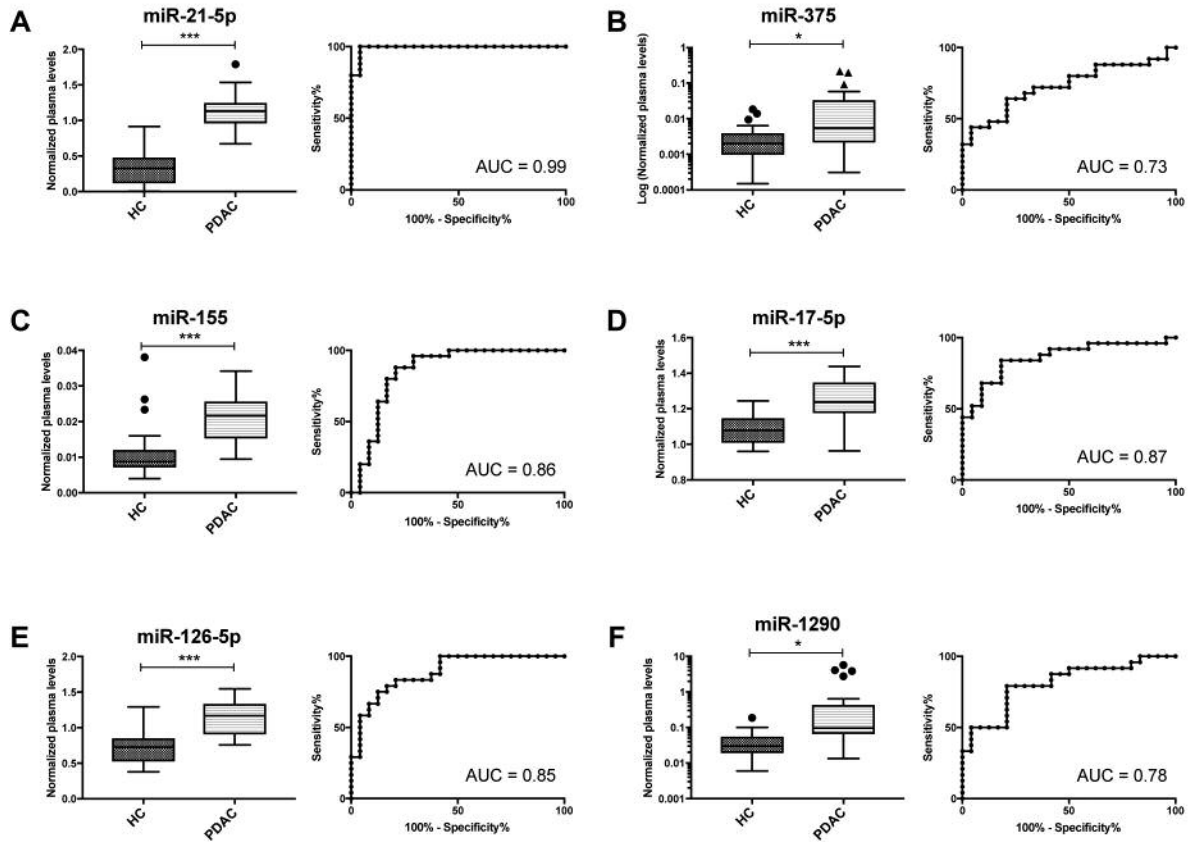 A
miR-21-5p
***
Normalized plasma levels
2.0
1.5
1.0
0.5
0.0
HC
PDAC
Sensitivity%
100
50
0
AUC = 0.99
0
50
100
100% - Specificity%
B
miR-375
*
Log (Normalized plasma levels)
1
0.1
0.01
0.001
0.0001
HC
PDAC
Sensitivity%
100
50
0
AUC = 0.73
0
50
100
100% - Specificity%
C
miR-155
***
Normalized plasma levels
0.04
0.03
0.02
0.01
0.00
HC
PDAC
Sensitivity%
100
50
0
AUC = 0.86
0
50
100
100% - Specificity%
D
miR-17-5p
***
Normalized plasma levels
1.6
1.4
1.2
1.0
0.8
HC
PDAC
Sensitivity%
100
50
0
AUC = 0.87
0
50
100
100% - Specificity%
E
miR-126-5p
***
Normalized plasma levels
2.0
1.5
1.0
0.5
0.0
HC
PDAC
Sensitivity%
100
50
0
AUC = 0.85
0
50
100
100% - Specificity%
F
miR-1290
*
Normalized plasma levels
10
1
0.1
0.01
0.001
HC
PDAC
Sensitivity%
100
50
0
AUC = 0.78
0
50
100
100% - Specificity%